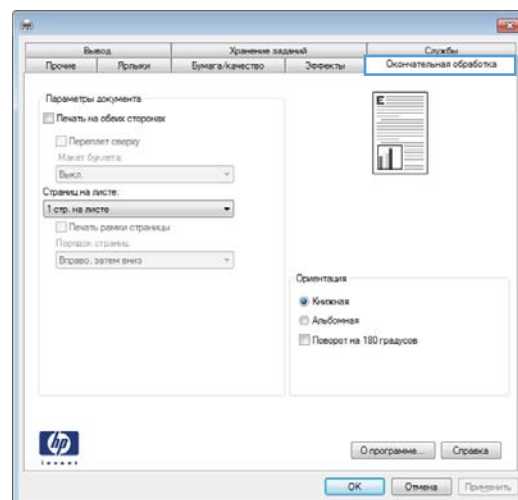 Вывод Хранение заданий Службы
Прочие Ярлыки Бумага/качество Эффекты Окончательная обработка
Параметры документа
Печать на обеих сторонах
Переплет сверху
Макет буклета:
Выкл.
Страниц на листе:
1 стр. на листе
Печать рамки страницы
Порядок страниц:
Вправо, затем вниз
E
Ориентация
Книжная
Альбомная
Поворот на 180 градусов
hp
invent
О программе... Справка
OK Отмена Применить